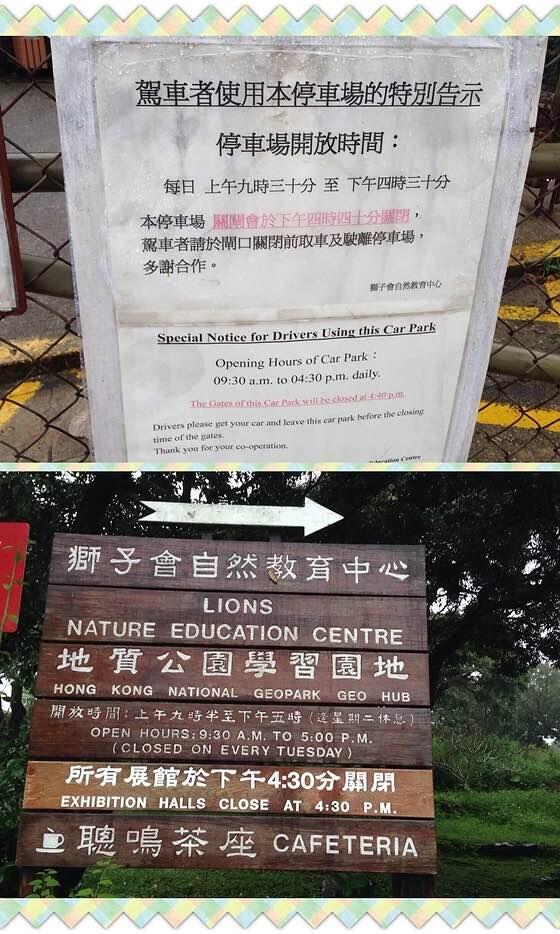 駕車者使用本停車場的特別告示
停車場開放時間：
每日 上午九時三十分 至 下午四時三十分
本停車場 關閘會於下午四時四十分關閉，
駕車者請於閘口關閉前取車及駛離停車場，
多謝合作。
獅子會自然教育中心
Special Notice for Drivers Using this Car Park
Opening Hours of Car Park：
09:30 a.m. to 04:30 p.m. daily.
The Gates of this Car Park will be closed at 4:40 p.m.
Drivers please get your car and leave this car park before the closing
time of the gates.
Thank you for your co-operation.
Education Centre
獅子會自然教育中心
LIONS
NATURE EDUCATION CENTRE
地質公園學習園地
HONG KONG NATIONAL GEOPARK GEO HUB
開放時間：上午九時半至下午五時（逢星期二休息）
OPEN HOURS: 9:30 A.M. TO 5:00 P.M.
(CLOSED ON EVERY TUESDAY)
所有展館於下午4:30分關閉
EXHIBITION HALLS CLOSE AT 4:30 P.M.
聰鳴茶座 CAFETERIA